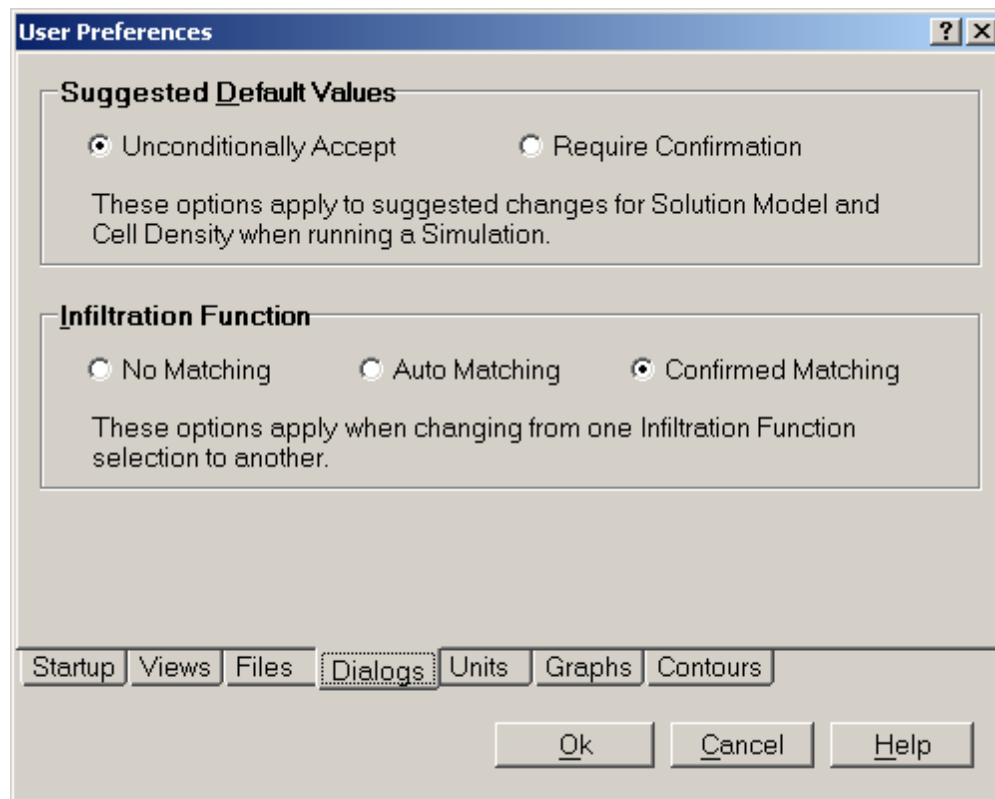 User Preferences
Suggested Default Values
Unconditionally Accept Require Confirmation
These options apply to suggested changes for Solution Model and
Cell Density when running a Simulation.
Infiltration Function
No Matching Auto Matching Confirmed Matching
These options apply when changing from one Infiltration Function
selection to another.
Startup Views Files Dialogs Units Graphs Contours
Ok Cancel Help